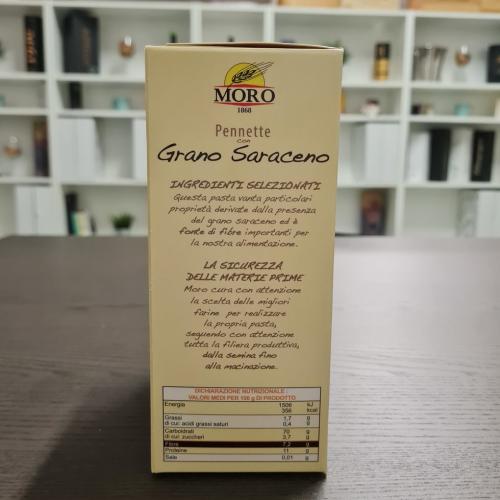 MORO
1868
Pennette
con
Grano Saraceno
INGREDIENTI SELEZIONATI
Questa pasta vanta particolari
proprietà derivate dalla presenza
del grano saraceno ed è
fonte di fibre importanti per
la nostra alimentazione.
LA SICUREZZA
DELLE MATERIE PRIME
Moro cura con attenzione
la scelta delle migliori
farine per realizzare
la propria pasta,
seguendo con attenzione
tutta la filiera produttiva,
dalla semina fino
alla macinazione.
DICHIARAZIONE NUTRIZIONALE
VALORI MEDI PER 100 g DI PRODOTTO
Energia 1506 kJ
356 kcal
Grassi 1,7 g
di cui: acidi grassi saturi 0,4 g
Carboidrati 70 g
di cui: zuccheri 3,7 g
Fibre 7,2 g
Proteine 11 g
Sale 0,01 g